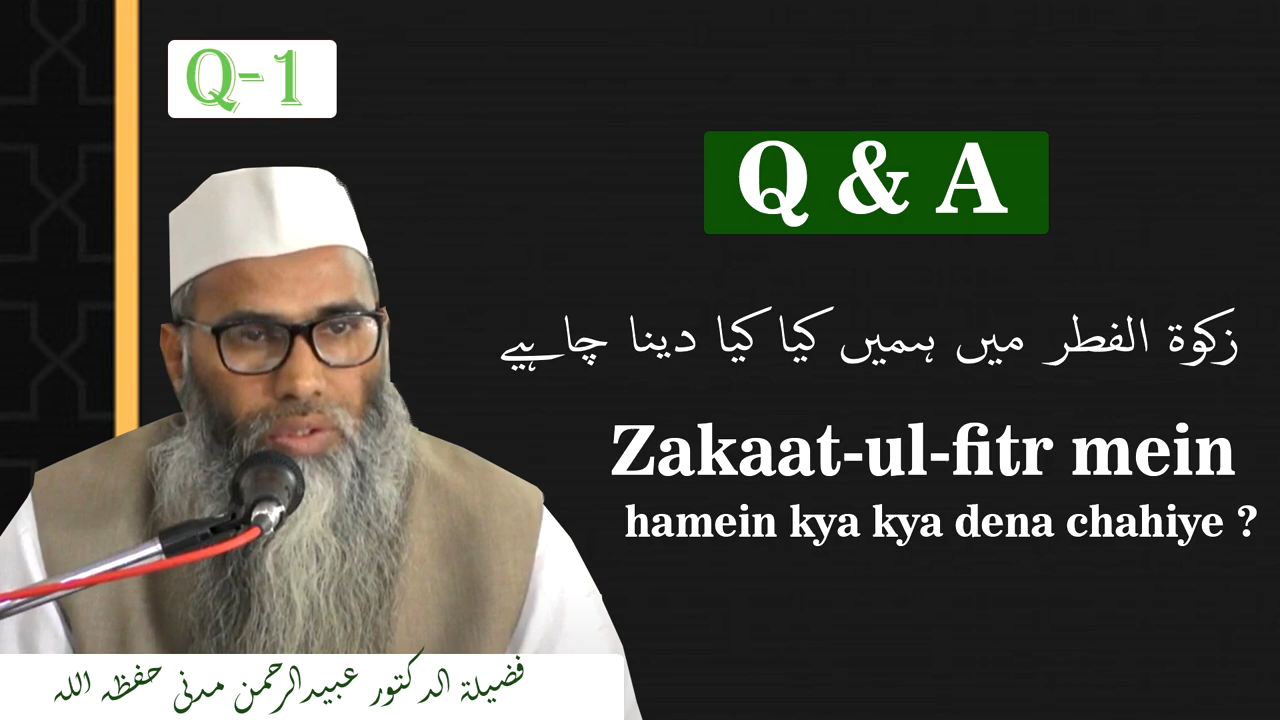 Q-1
Q & A
زکوٰۃ الفطر میں ہمیں کیا کیا دینا چاہیے
Zakaat-ul-fitr mein
hamein kya kya dena chahiye ?
فضیلۃ الدکتور عبیدالرحمن مدنی حفظہ اللہ